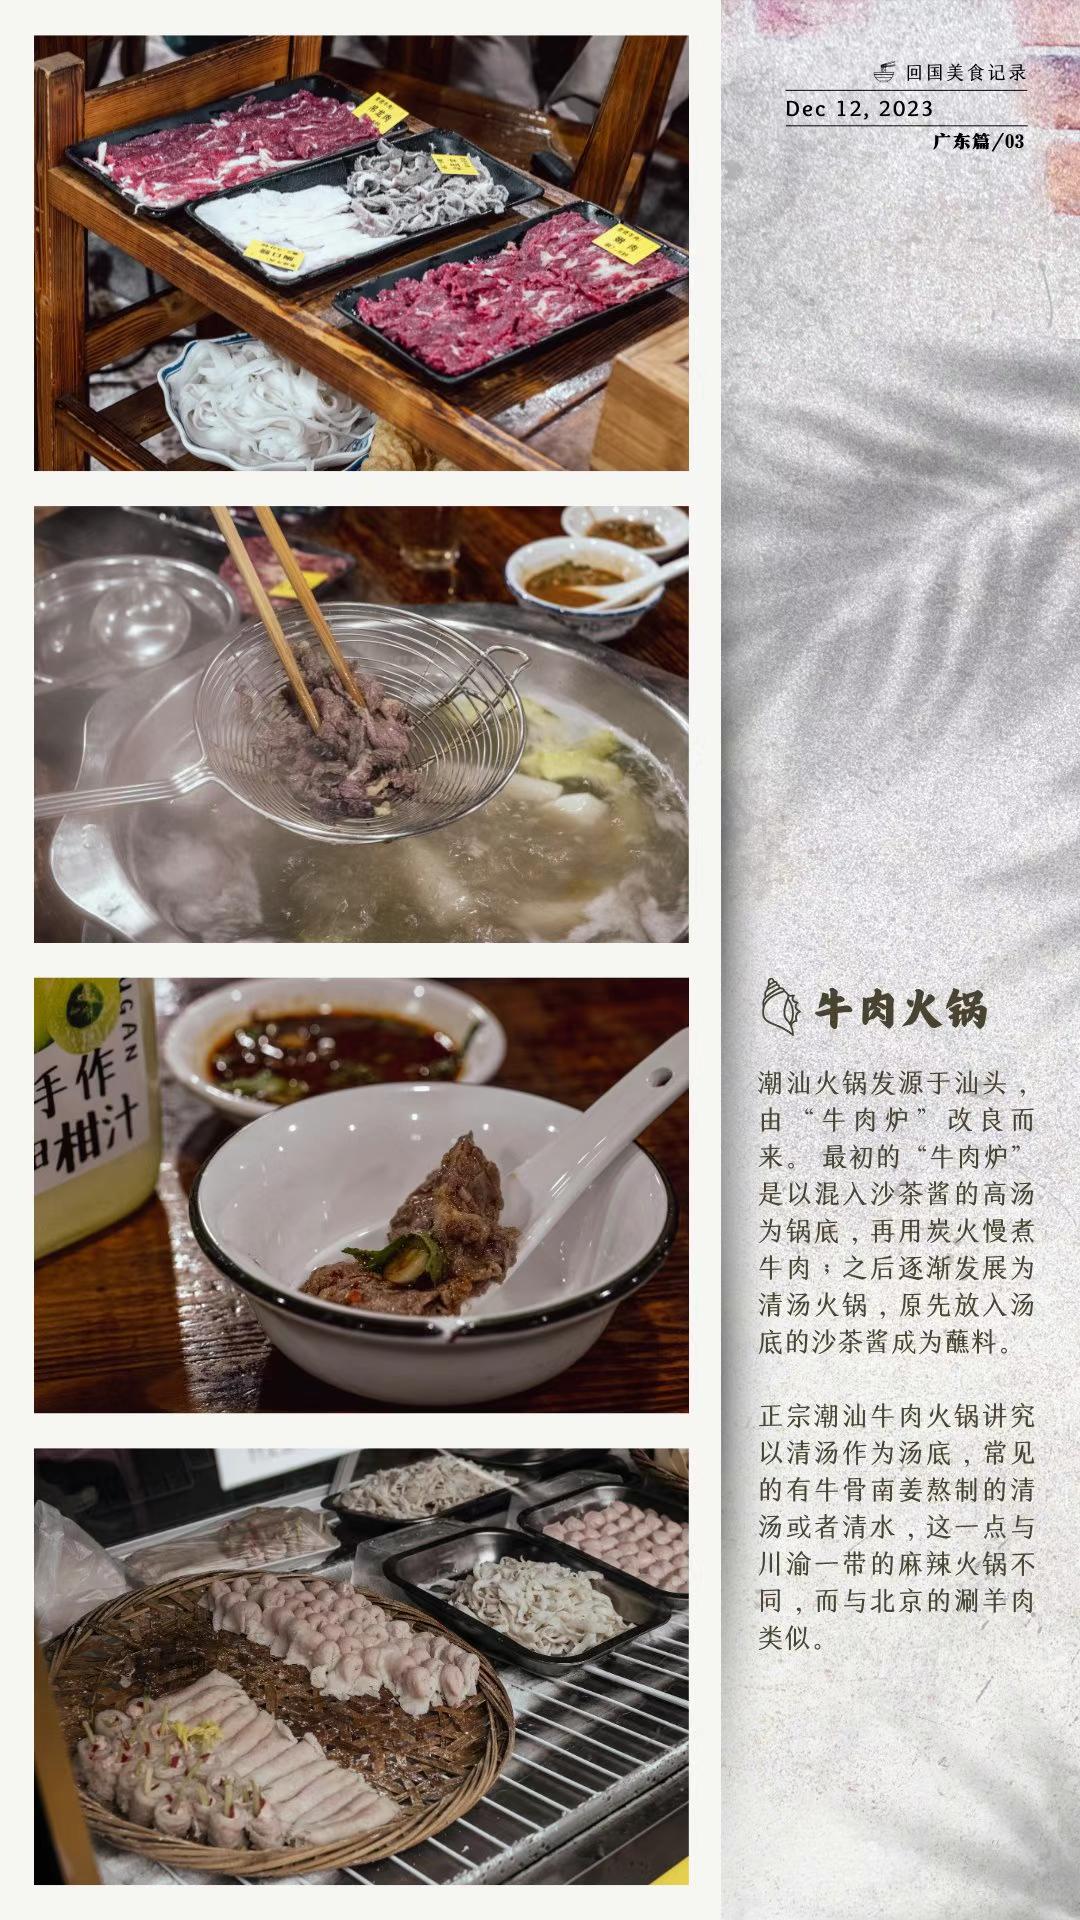 回国美食记录
Dec 12, 2023
广东篇/03
吊龙肉
嫩肉
UGAN
手作
柑汁
牛肉火锅
潮汕火锅发源于汕头，
由“牛肉炉”改良而
来。 最初的“牛肉炉”
是以混入沙茶酱的高汤
为锅底，再用炭火慢煮
牛肉；之后逐渐发展为
清汤火锅，原先放入汤
底的沙茶酱成为蘸料。
正宗潮汕牛肉火锅讲究
以清汤作为汤底，常见
的有牛骨南姜熬制的清
汤或者清水，这一点与
川渝一带的麻辣火锅不
同，而与北京的涮羊肉
类似。